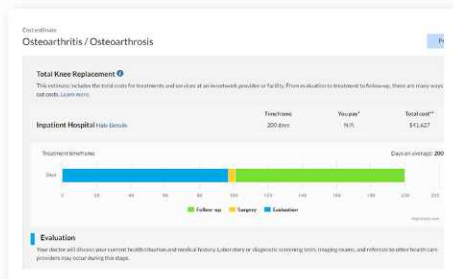 Cost estimate
Osteoarthritis / Osteoarthrosis
Total Knee Replacement
This estimate includes the total costs for treatments and services at an in-network provider or facility. From evaluation to treatment to follow-up, there are many ways
cut costs. Learn more.
Timeframe You pay* Total cost**
Inpatient Hospital Hide Details 200 days N/A $41,627
Treatment timeframe Days on average: 200
Days
0 20 40 60 80 100 120 140 160 180 200
Follow-up Surgery Evaluation
Evaluation
Your doctor will discuss your current health situation and medical history. Laboratory or diagnostic screening tests, imaging exams, and referrals to other health care
providers may occur during this stage.